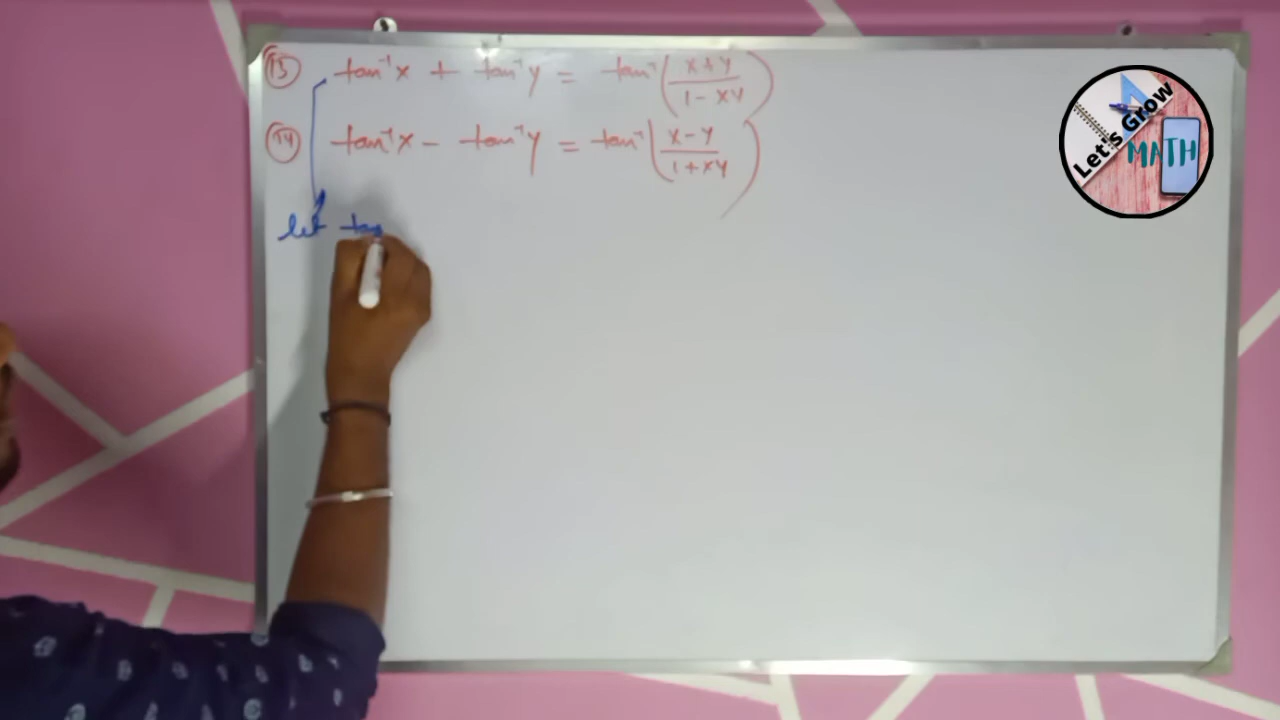 13 tan⁻¹x + tan⁻¹y = tan⁻¹(x+y / 1-xy)
14 tan⁻¹x - tan⁻¹y = tan⁻¹(x-y / 1+xy)
let tan
Let's Grow
MATH